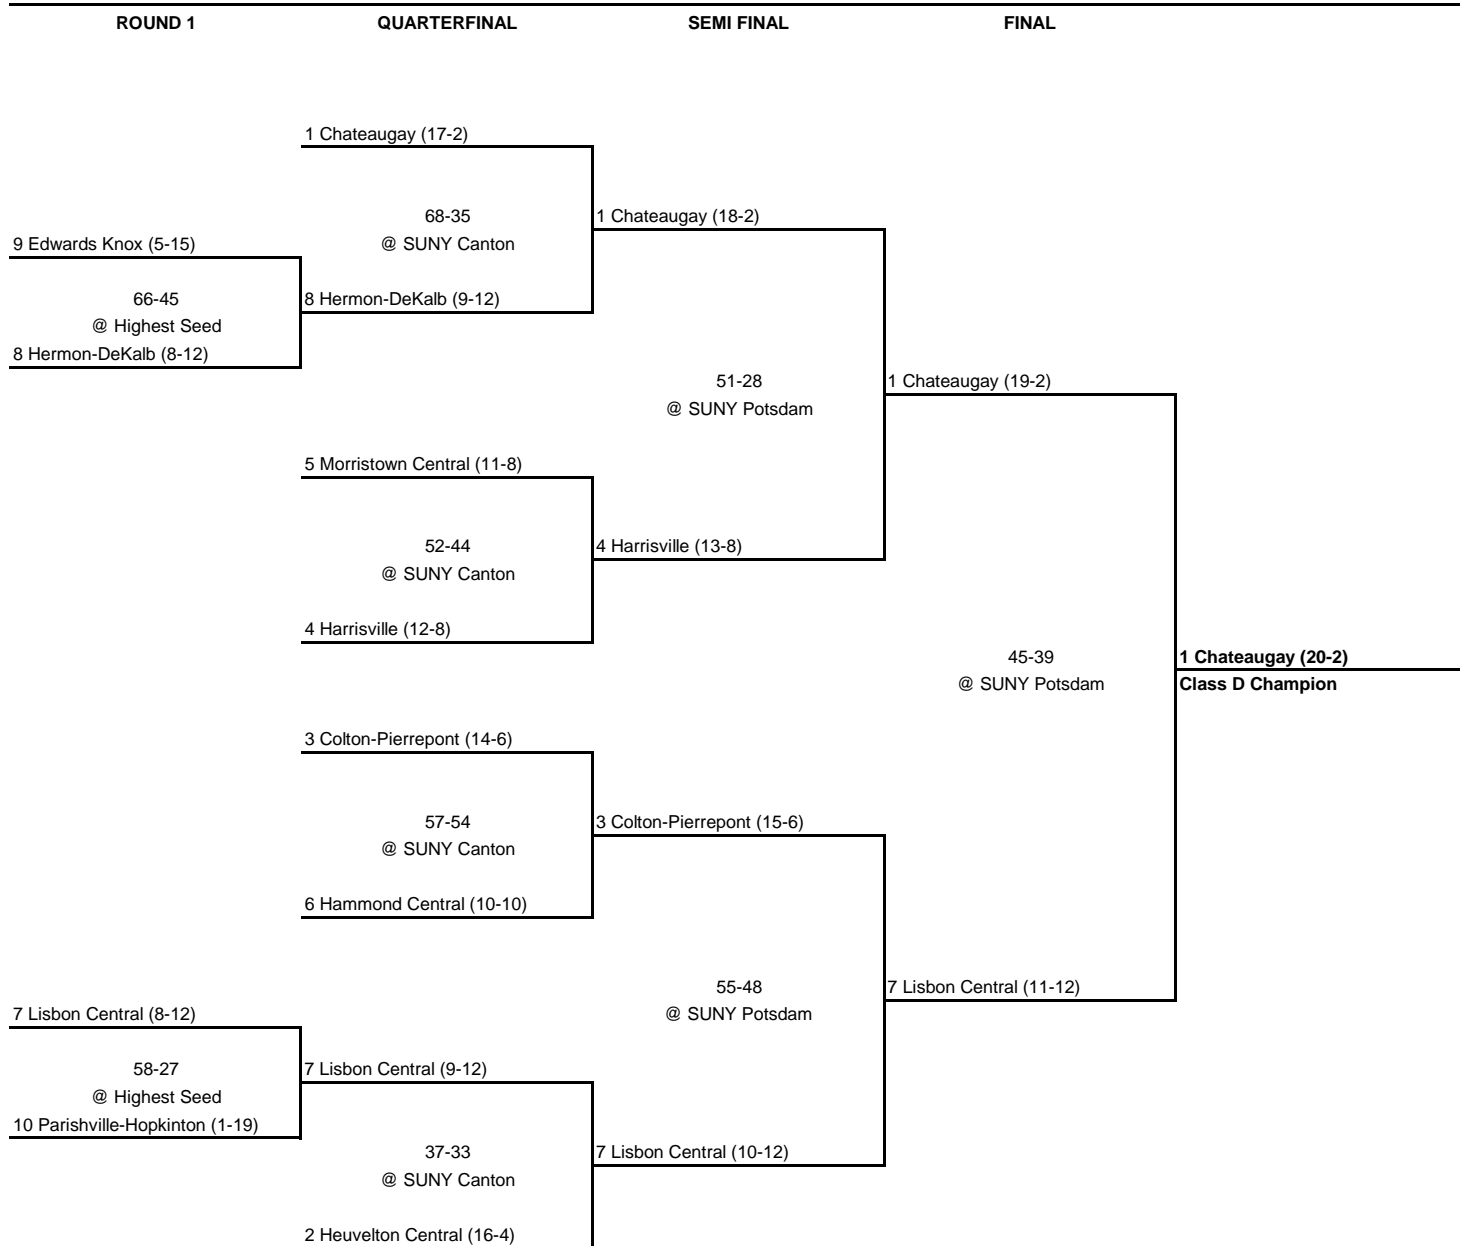 ROUND 1 QUARTERFINAL SEMI FINAL FINAL
1 Chateaugay (17-2)
68-35
@ SUNY Canton
1 Chateaugay (18-2)
9 Edwards Knox (5-15)
66-45
@ Highest Seed
8 Hermon-DeKalb (8-12)
8 Hermon-DeKalb (9-12)
51-28
@ SUNY Potsdam
1 Chateaugay (19-2)
5 Morristown Central (11-8)
52-44
@ SUNY Canton
4 Harrisville (13-8)
4 Harrisville (12-8)
45-39
@ SUNY Potsdam
1 Chateaugay (20-2)
Class D Champion
3 Colton-Pierrepont (14-6)
57-54
@ SUNY Canton
3 Colton-Pierrepont (15-6)
6 Hammond Central (10-10)
55-48
@ SUNY Potsdam
7 Lisbon Central (11-12)
7 Lisbon Central (8-12)
58-27
@ Highest Seed
10 Parishville-Hopkinton (1-19)
7 Lisbon Central (9-12)
37-33
@ SUNY Canton
7 Lisbon Central (10-12)
2 Heuvelton Central (16-4)